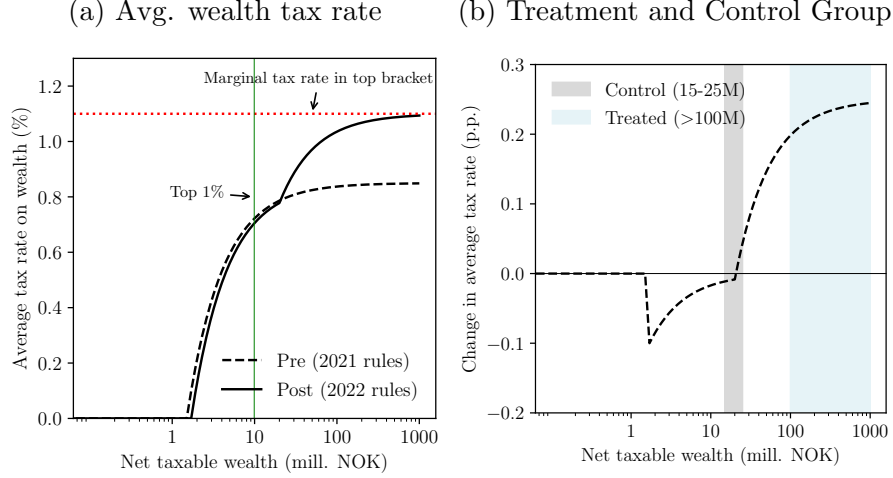 (a) Avg. wealth tax rate
Average tax rate on wealth (%)
1.2
1.0
0.8
0.6
0.4
0.2
0.0
Marginal tax rate in top bracket
Top 1%
Pre (2021 rules)
Post (2022 rules)
1 10 100 1000
Net taxable wealth (mill. NOK)
(b) Treatment and Control Group
Change in average tax rate (p.p.)
0.3
0.2
0.1
0.0
−0.1
−0.2
Control (15-25M)
Treated (>100M)
1 10 100 1000
Net taxable wealth (mill. NOK)